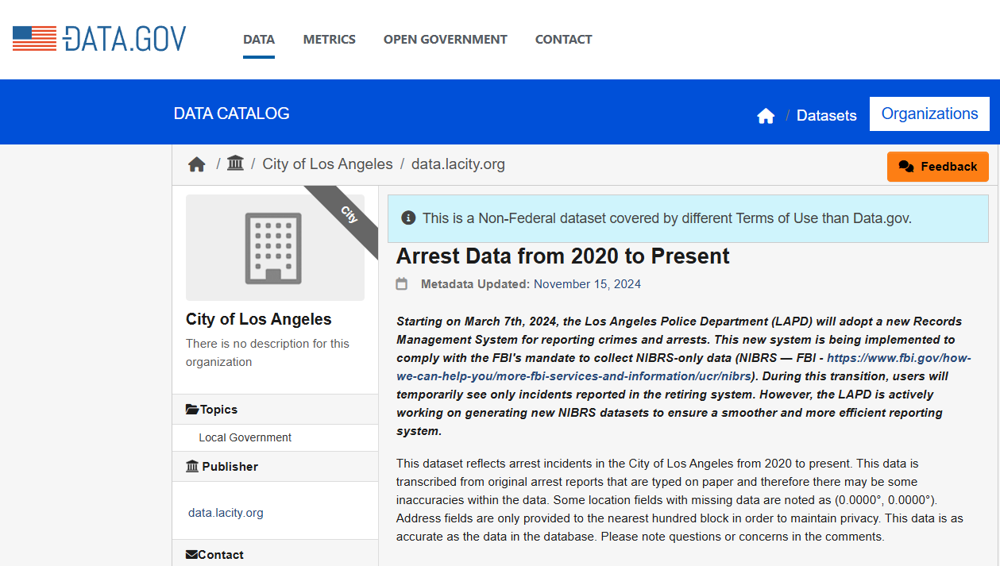 DATA.GOV
DATA METRICS OPEN GOVERNMENT CONTACT
DATA CATALOG
/ Datasets Organizations
/ / City of Los Angeles / data.lacity.org
Feedback
City
City of Los Angeles
There is no description for this
organization
Topics
Local Government
Publisher
data.lacity.org
Contact
This is a Non-Federal dataset covered by different Terms of Use than Data.gov.
Arrest Data from 2020 to Present
Metadata Updated: November 15, 2024
Starting on March 7th, 2024, the Los Angeles Police Department (LAPD) will adopt a new Records
Management System for reporting crimes and arrests. This new system is being implemented to
comply with the FBI's mandate to collect NIBRS-only data (NIBRS — FBI - https://www.fbi.gov/how-
we-can-help-you/more-fbi-services-and-information/ucr/nibrs). During this transition, users will
temporarily see only incidents reported in the retiring system. However, the LAPD is actively
working on generating new NIBRS datasets to ensure a smoother and more efficient reporting
system.
This dataset reflects arrest incidents in the City of Los Angeles from 2020 to present. This data is
transcribed from original arrest reports that are typed on paper and therefore there may be some
inaccuracies within the data. Some location fields with missing data are noted as (0.0000°, 0.0000°).
Address fields are only provided to the nearest hundred block in order to maintain privacy. This data is as
accurate as the data in the database. Please note questions or concerns in the comments.